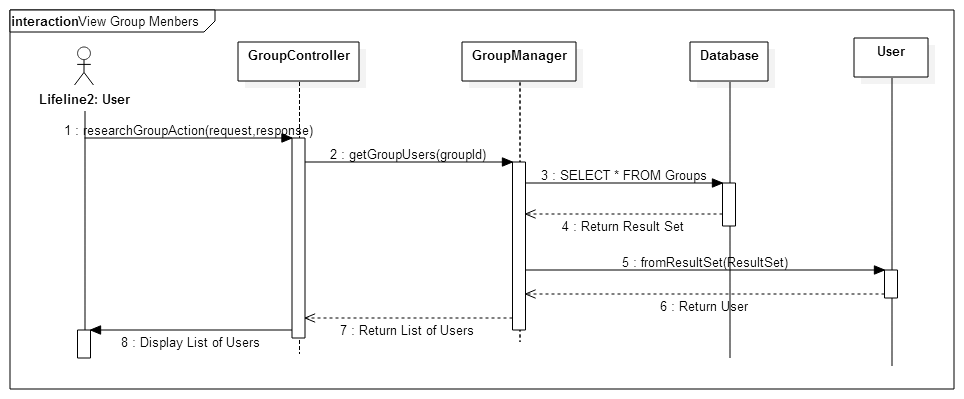 interactionView Group Menbers
GroupController
GroupManager
Database
User
Lifeline2: User
1 : researchGroupAction(request,response)
2 : getGroupUsers(groupId)
3 : SELECT * FROM Groups
4 : Return Result Set
5 : fromResultSet(ResultSet)
6 : Return User
7 : Return List of Users
8 : Display List of Users